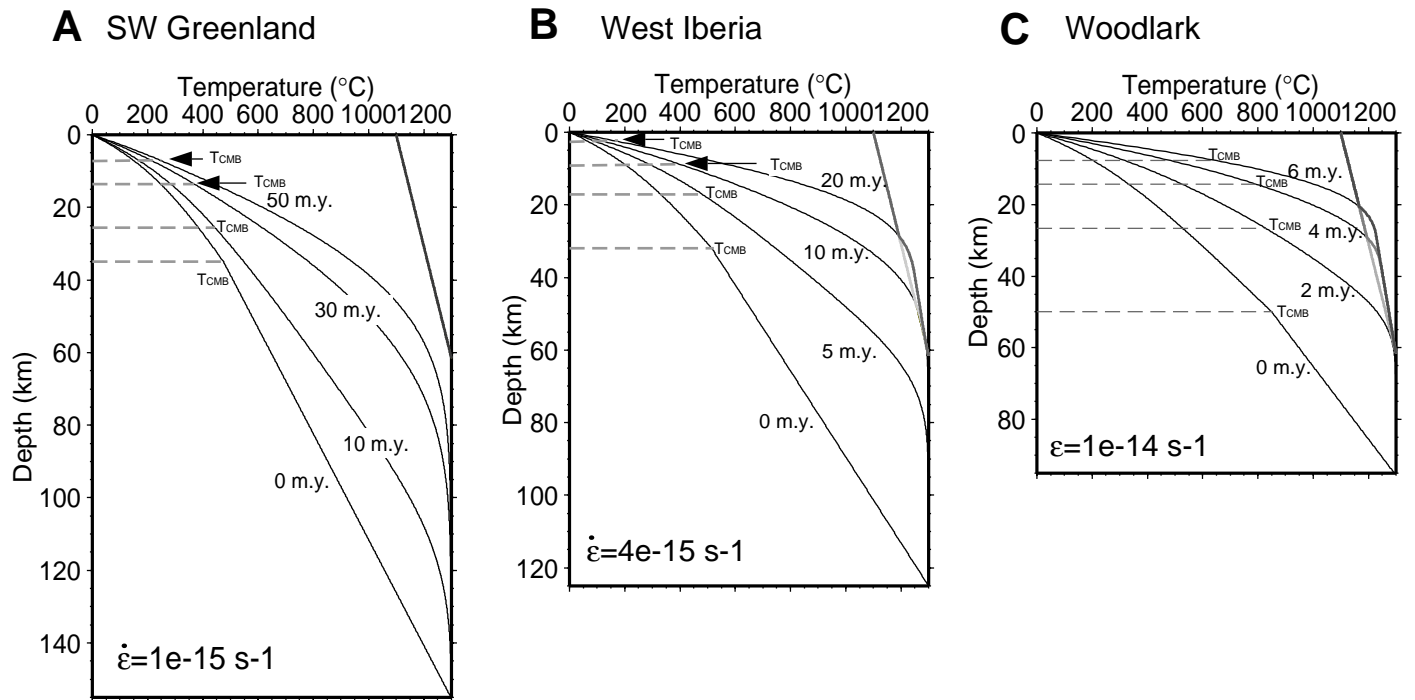 A SW Greenland
Temperature (°C)
0 200 400 600 800 1000 1200
0
20
40
60
80
100
120
140
Depth (km)
TCMB
TCMB
50 m.y.
TCMB
TCMB
30 m.y.
10 m.y.
0 m.y.
ε̇=1e-15 s-1
B West Iberia
Temperature (°C)
0 200 400 600 800 1000 1200
0
20
40
60
80
100
120
Depth (km)
TCMB
TCMB
20 m.y.
TCMB
10 m.y.
TCMB
5 m.y.
0 m.y.
ε̇=4e-15 s-1
C Woodlark
Temperature (°C)
0 200 400 600 800 1000 1200
0
20
40
60
80
Depth (km)
TCMB
6 m.y.
TCMB
TCMB
4 m.y.
2 m.y.
TCMB
0 m.y.
ε=1e-14 s-1